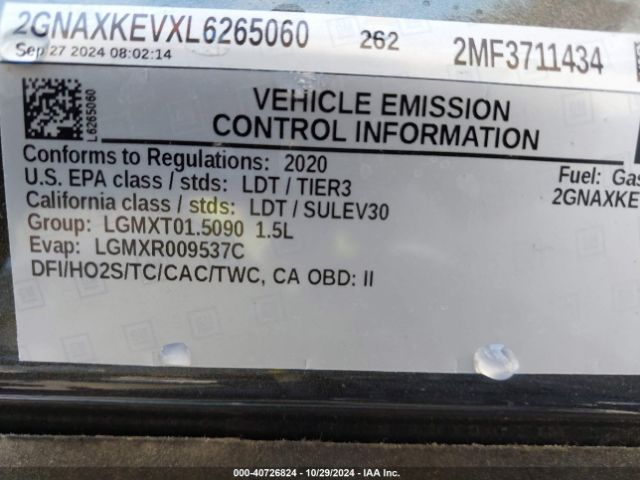 2GNAXKEVXL6265060 262 2MF3711434
Sep 27 2024 08:02:14
L6265060
VEHICLE EMISSION
CONTROL INFORMATION
Conforms to Regulations: 2020
Fuel: Gas
U.S. EPA class / stds: LDT / TIER3
2GNAXKE
California class / stds: LDT / SULEV30
Group: LGMXT01.5090 1.5L
Evap: LGMXR009537C
DFI/HO2S/TC/CAC/TWC, CA OBD: II
000-40726824 / 10/29/2024 - IAA Inc.